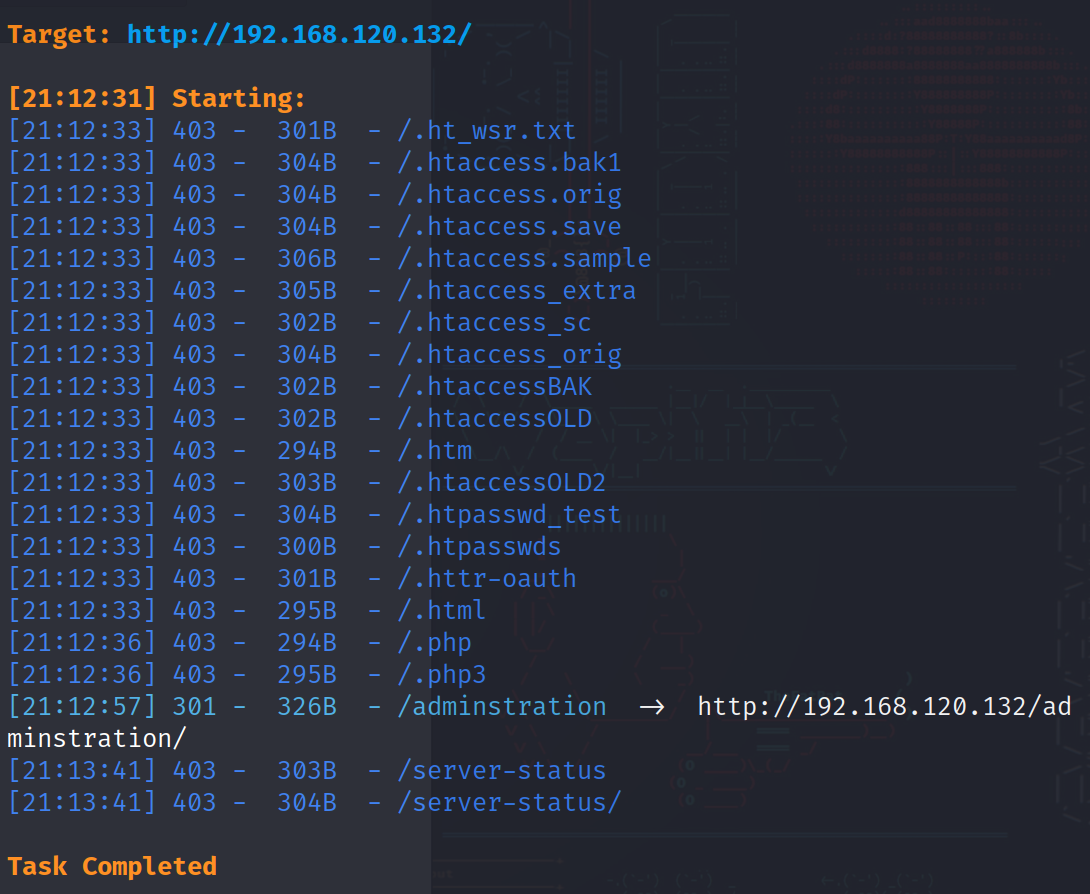 Target: http://192.168.120.132/
[21:12:31] Starting:
[21:12:33] 403 -  301B  - /.ht_wsr.txt
[21:12:33] 403 -  304B  - /.htaccess.bak1
[21:12:33] 403 -  304B  - /.htaccess.orig
[21:12:33] 403 -  304B  - /.htaccess.save
[21:12:33] 403 -  306B  - /.htaccess.sample
[21:12:33] 403 -  305B  - /.htaccess_extra
[21:12:33] 403 -  302B  - /.htaccess_sc
[21:12:33] 403 -  304B  - /.htaccess_orig
[21:12:33] 403 -  302B  - /.htaccessBAK
[21:12:33] 403 -  302B  - /.htaccessOLD
[21:12:33] 403 -  294B  - /.htm
[21:12:33] 403 -  303B  - /.htaccessOLD2
[21:12:33] 403 -  304B  - /.htpasswd_test
[21:12:33] 403 -  300B  - /.htpasswds
[21:12:33] 403 -  301B  - /.httr-oauth
[21:12:33] 403 -  295B  - /.html
[21:12:36] 403 -  294B  - /.php
[21:12:36] 403 -  295B  - /.php3
[21:12:57] 301 -  326B  - /adminstration  →  http://192.168.120.132/ad
minstration/
[21:13:41] 403 -  303B  - /server-status
[21:13:41] 403 -  304B  - /server-status/
Task Completed